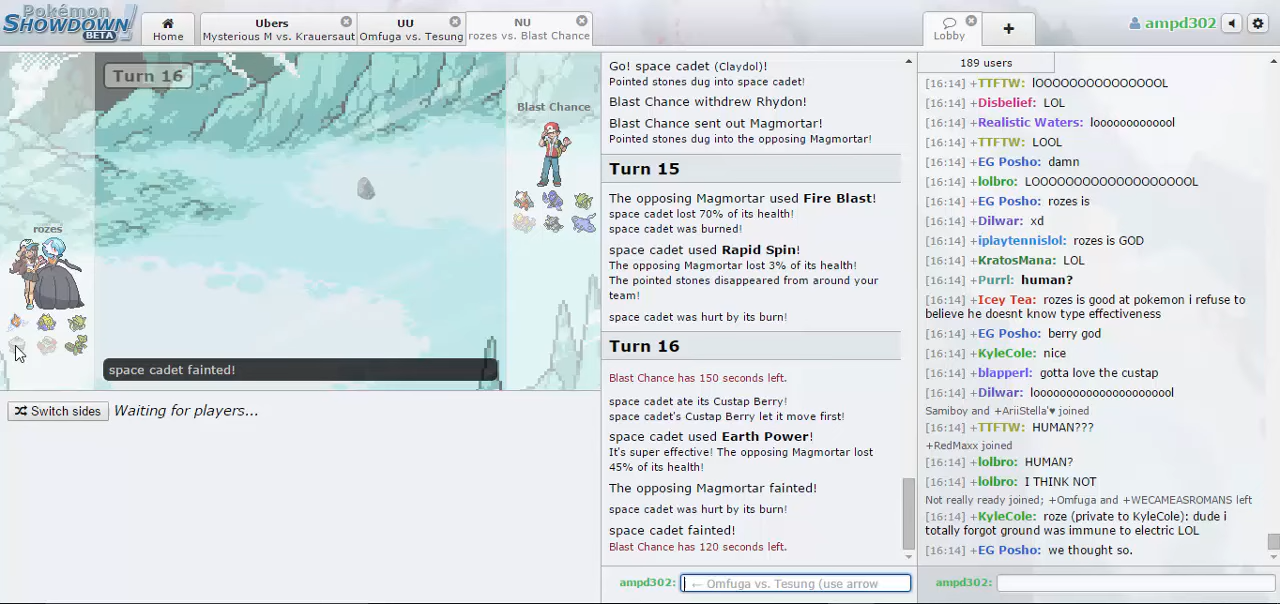 Pokémon
SHOWDOWN!
BETA
Home
Ubers
Mysterious M vs. Krauersaut
UU
Omfuga vs. Tesung
NU
rozes vs. Blast Chance
Lobby
+
ampd302
Turn 16
Blast Chance
rozes
space cadet fainted!
Switch sides
Waiting for players...
Go! space cadet (Claydol)!
Pointed stones dug into space cadet!
Blast Chance withdrew Rhydon!
Blast Chance sent out Magmortar!
Pointed stones dug into the opposing Magmortar!
Turn 15
The opposing Magmortar used Fire Blast!
space cadet lost 70% of its health!
space cadet was burned!
space cadet used Rapid Spin!
The opposing Magmortar lost 3% of its health!
The pointed stones disappeared from around your
team!
space cadet was hurt by its burn!
Turn 16
Blast Chance has 150 seconds left.
space cadet ate its Custap Berry!
space cadet's Custap Berry let it move first!
space cadet used Earth Power!
It's super effective! The opposing Magmortar lost
45% of its health!
The opposing Magmortar fainted!
space cadet was hurt by its burn!
space cadet fainted!
Blast Chance has 120 seconds left.
ampd302: ← Omfuga vs. Tesung (use arrow
189 users
[16:14] +TTFTW: lOOOOOOOOOOOOOOOL
[16:14] +Disbelief: LOL
[16:14] +Realistic Waters: looooooooooool
[16:14] +TTFTW: LOOL
[16:14] +EG Posho: damn
[16:14] +lolbro: LOOOOOOOOOOOOOOOOOOOL
[16:14] +EG Posho: rozes is
[16:14] +Dilwar: xd
[16:14] +iplaytennislol: rozes is GOD
[16:14] +KratosMana: LOL
[16:14] +Purrl: human?
[16:14] +Icey Tea: rozes is good at pokemon i refuse to
believe he doesnt know type effectiveness
[16:14] +EG Posho: berry god
[16:14] +KyleCole: nice
[16:14] +blapperl: gotta love the custap
[16:14] +Dilwar: loooooooooooooooooooool
Samiboy and +AriiStella'♥ joined
[16:14] +TTFTW: HUMAN???
+RedMaxx joined
[16:14] +lolbro: HUMAN?
[16:14] +lolbro: I THINK NOT
Not really ready joined; +Omfuga and +WECAMEASROMANS left
[16:14] +KyleCole: roze (private to KyleCole): dude i
totally forgot ground was immune to electric LOL
[16:14] +EG Posho: we thought so.
ampd302: